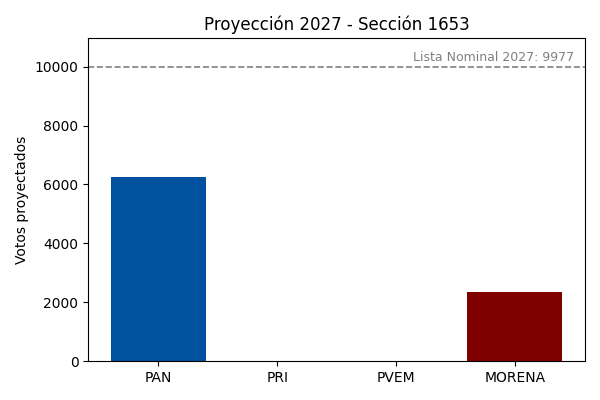 Proyección 2027 - Sección 1653
Lista Nominal 2027: 9977
Votos proyectados
10000
8000
6000
4000
2000
0
PAN
PRI
PVEM
MORENA